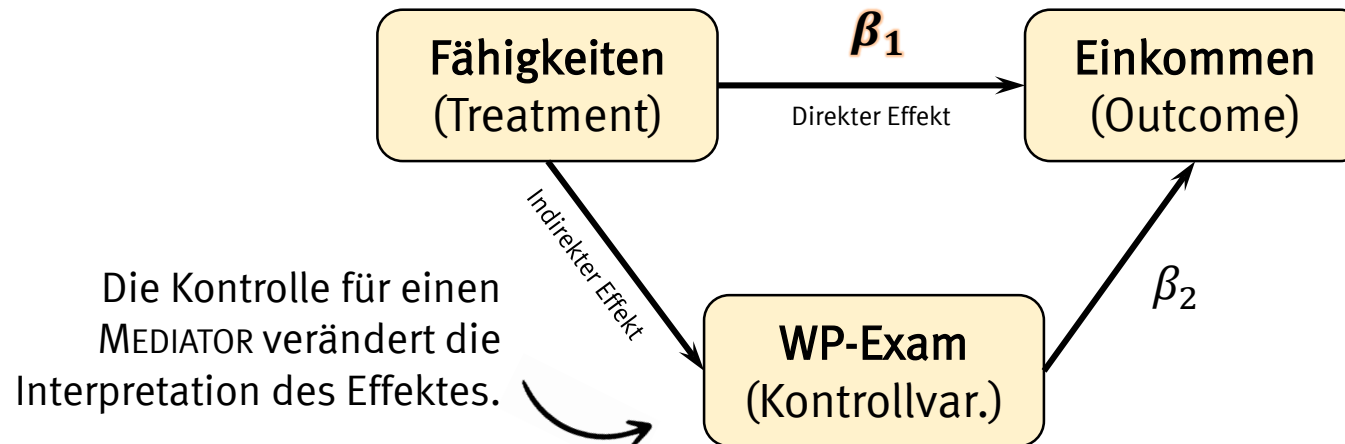 Fähigkeiten
(Treatment)
β₁
Direkter Effekt
Einkommen
(Outcome)
Indirekter Effekt
β₂
Die Kontrolle für einen
MEDIATOR verändert die
Interpretation des Effektes.
WP-Exam
(Kontrollvar.)